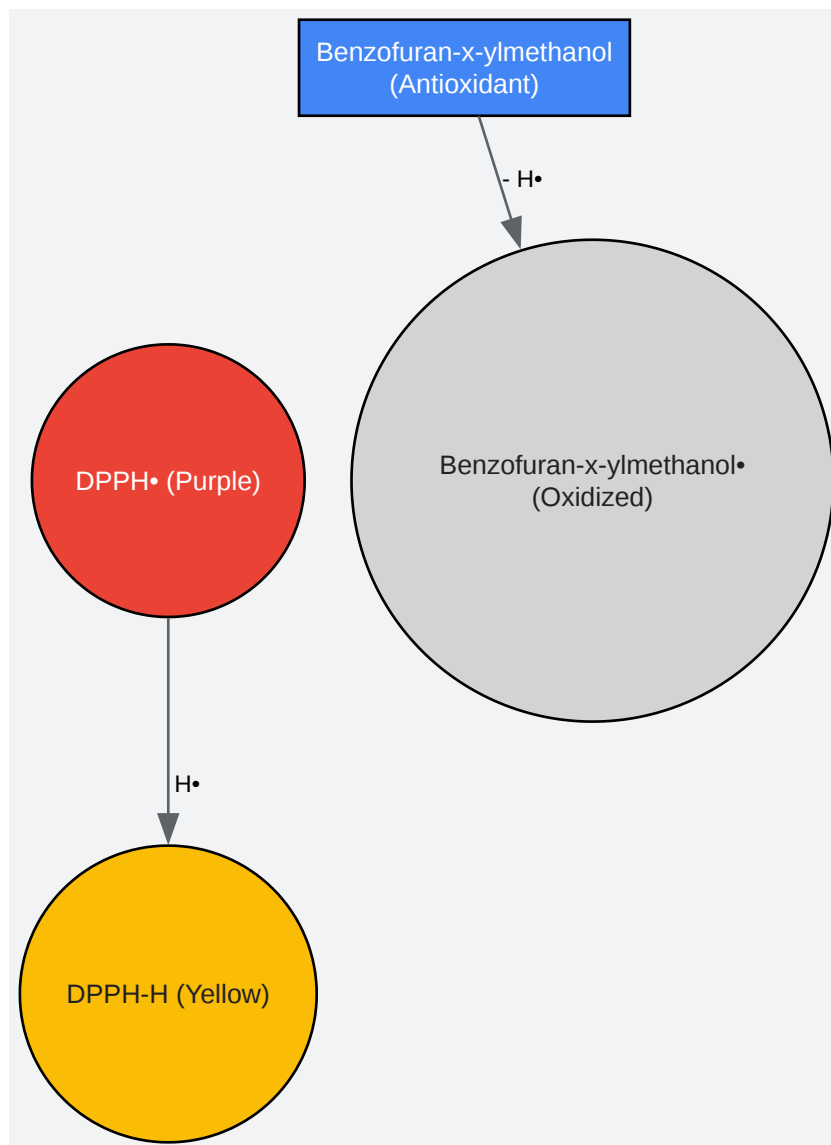 Benzofuran-x-ylmethanol
(Antioxidant)
- H•
Benzofuran-x-ylmethanol•
(Oxidized)
DPPH• (Purple)
H•
DPPH-H (Yellow)